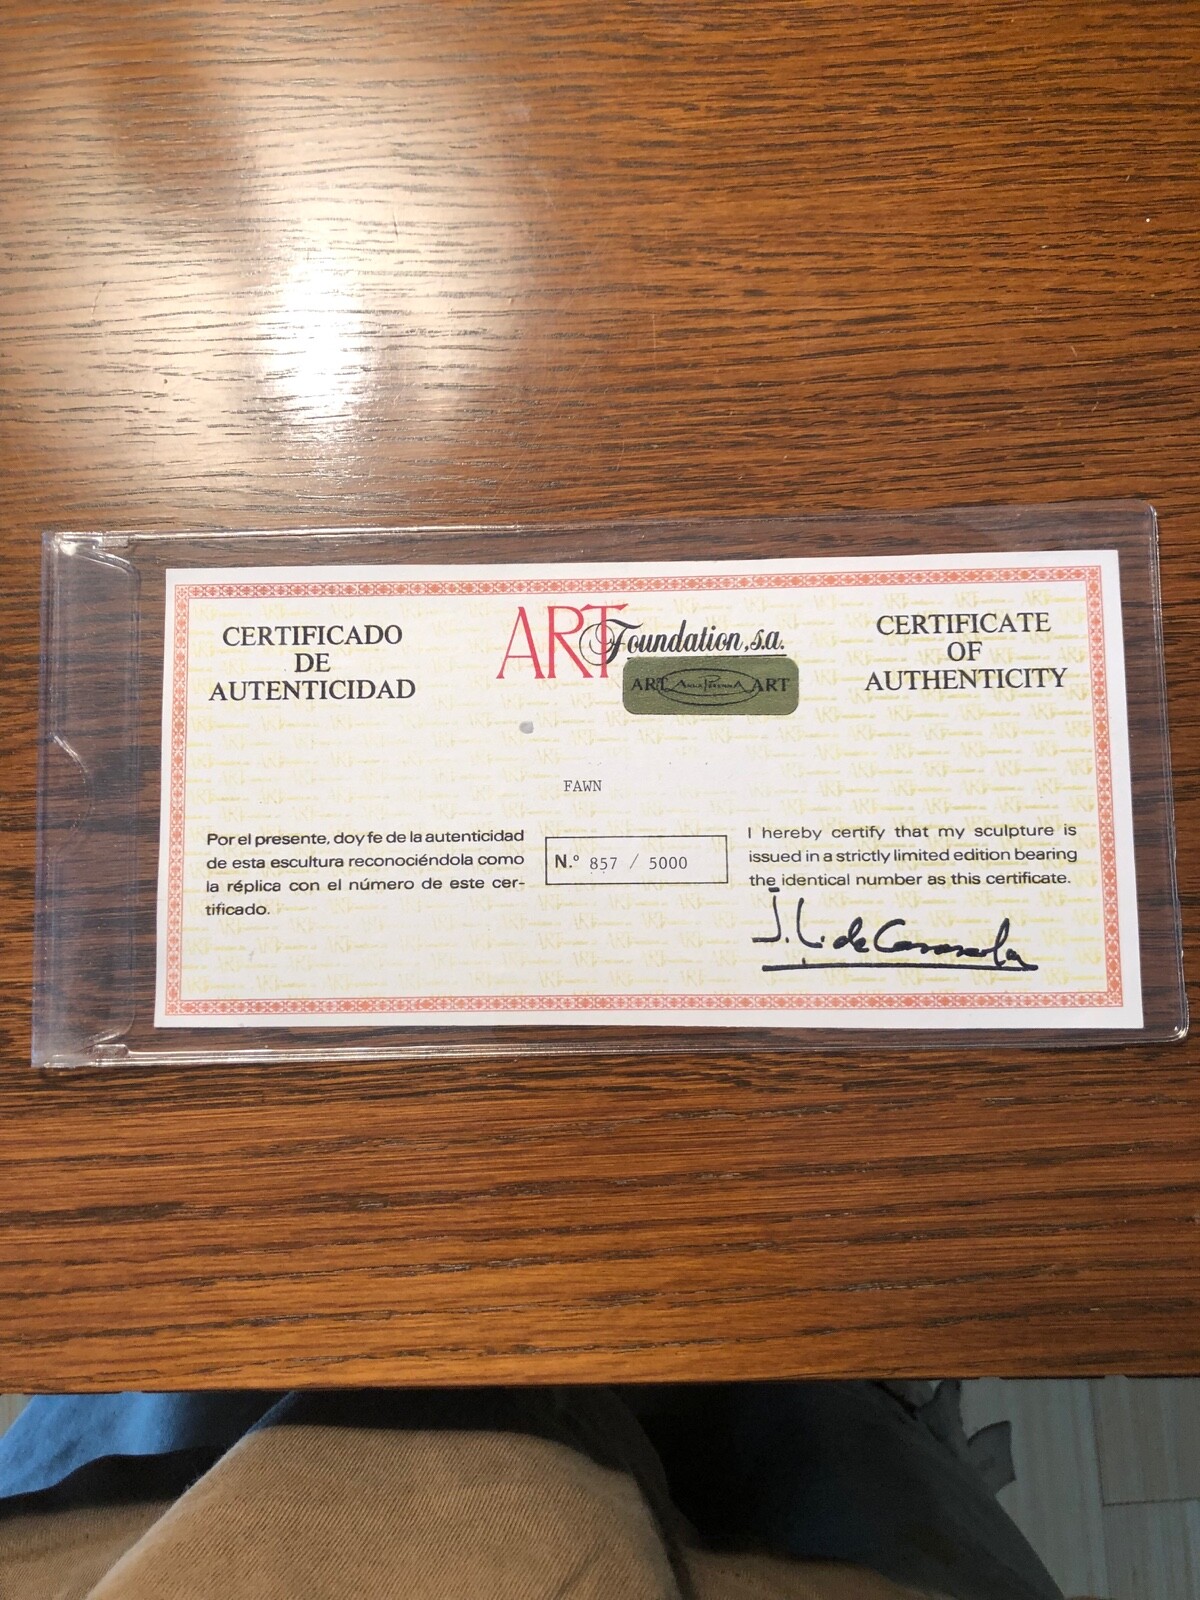 CERTIFICADO
DE
AUTENTICIDAD
ART Foundation, s.a.
ART ART
CERTIFICATE
OF
AUTHENTICITY
FAWN
Por el presente, doy fe de la autenticidad
de esta escultura reconociéndola como
la réplica con el número de este cer-
tificado.
N.º 857 / 5000
I hereby certify that my sculpture is
issued in a strictly limited edition bearing
the identical number as this certificate.